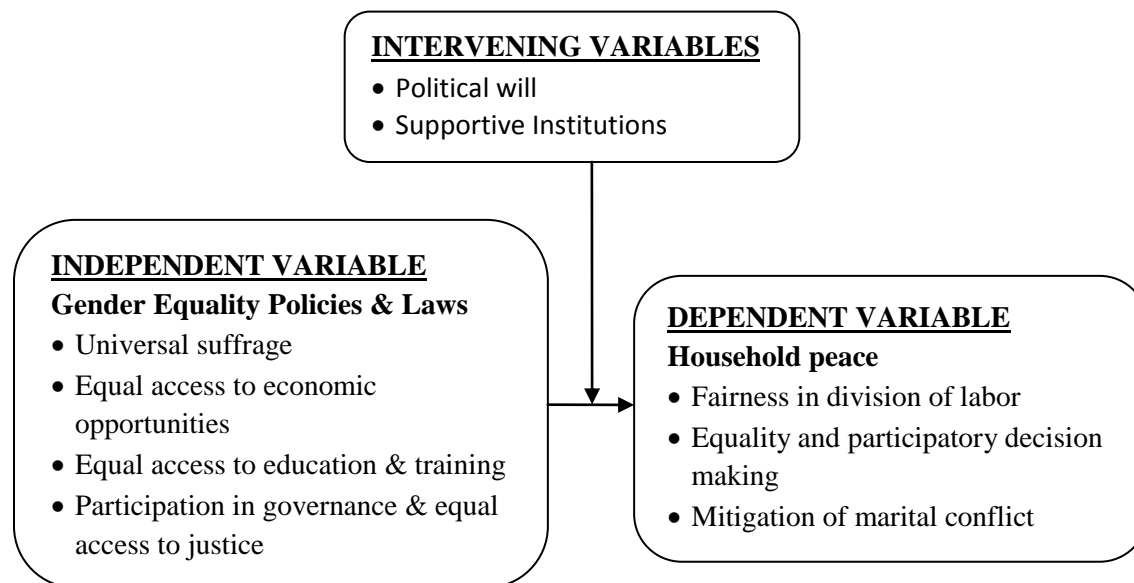 INTERVENING VARIABLES
• Political will
• Supportive Institutions
INDEPENDENT VARIABLE
Gender Equality Policies & Laws
• Universal suffrage
• Equal access to economic
opportunities
• Equal access to education & training
• Participation in governance & equal
access to justice
DEPENDENT VARIABLE
Household peace
• Fairness in division of labor
• Equality and participatory decision
making
• Mitigation of marital conflict